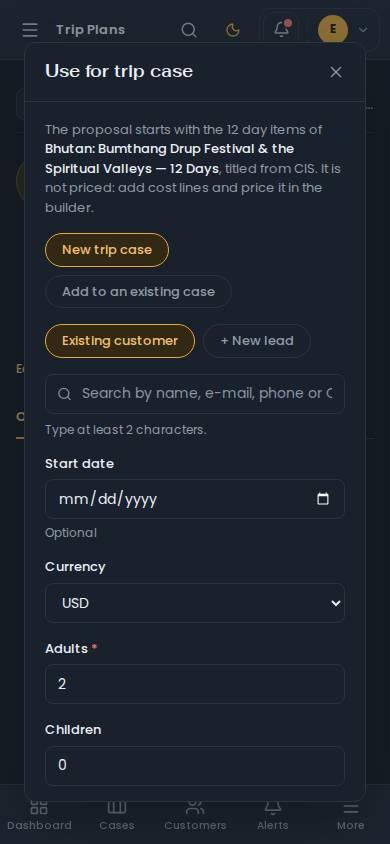 Trip Plans
E
Use for trip case
The proposal starts with the 12 day items of
Bhutan: Bumthang Drup Festival & the
Spiritual Valleys — 12 Days, titled from CIS. It is
not priced: add cost lines and price it in the
builder.
New trip case
Add to an existing case
Existing customer
+ New lead
Search by name, e-mail, phone or C
Type at least 2 characters.
Start date
mm/dd/yyyy
Optional
Currency
USD
Adults *
2
Children
0
Dashboard
Cases
Customers
Alerts
More